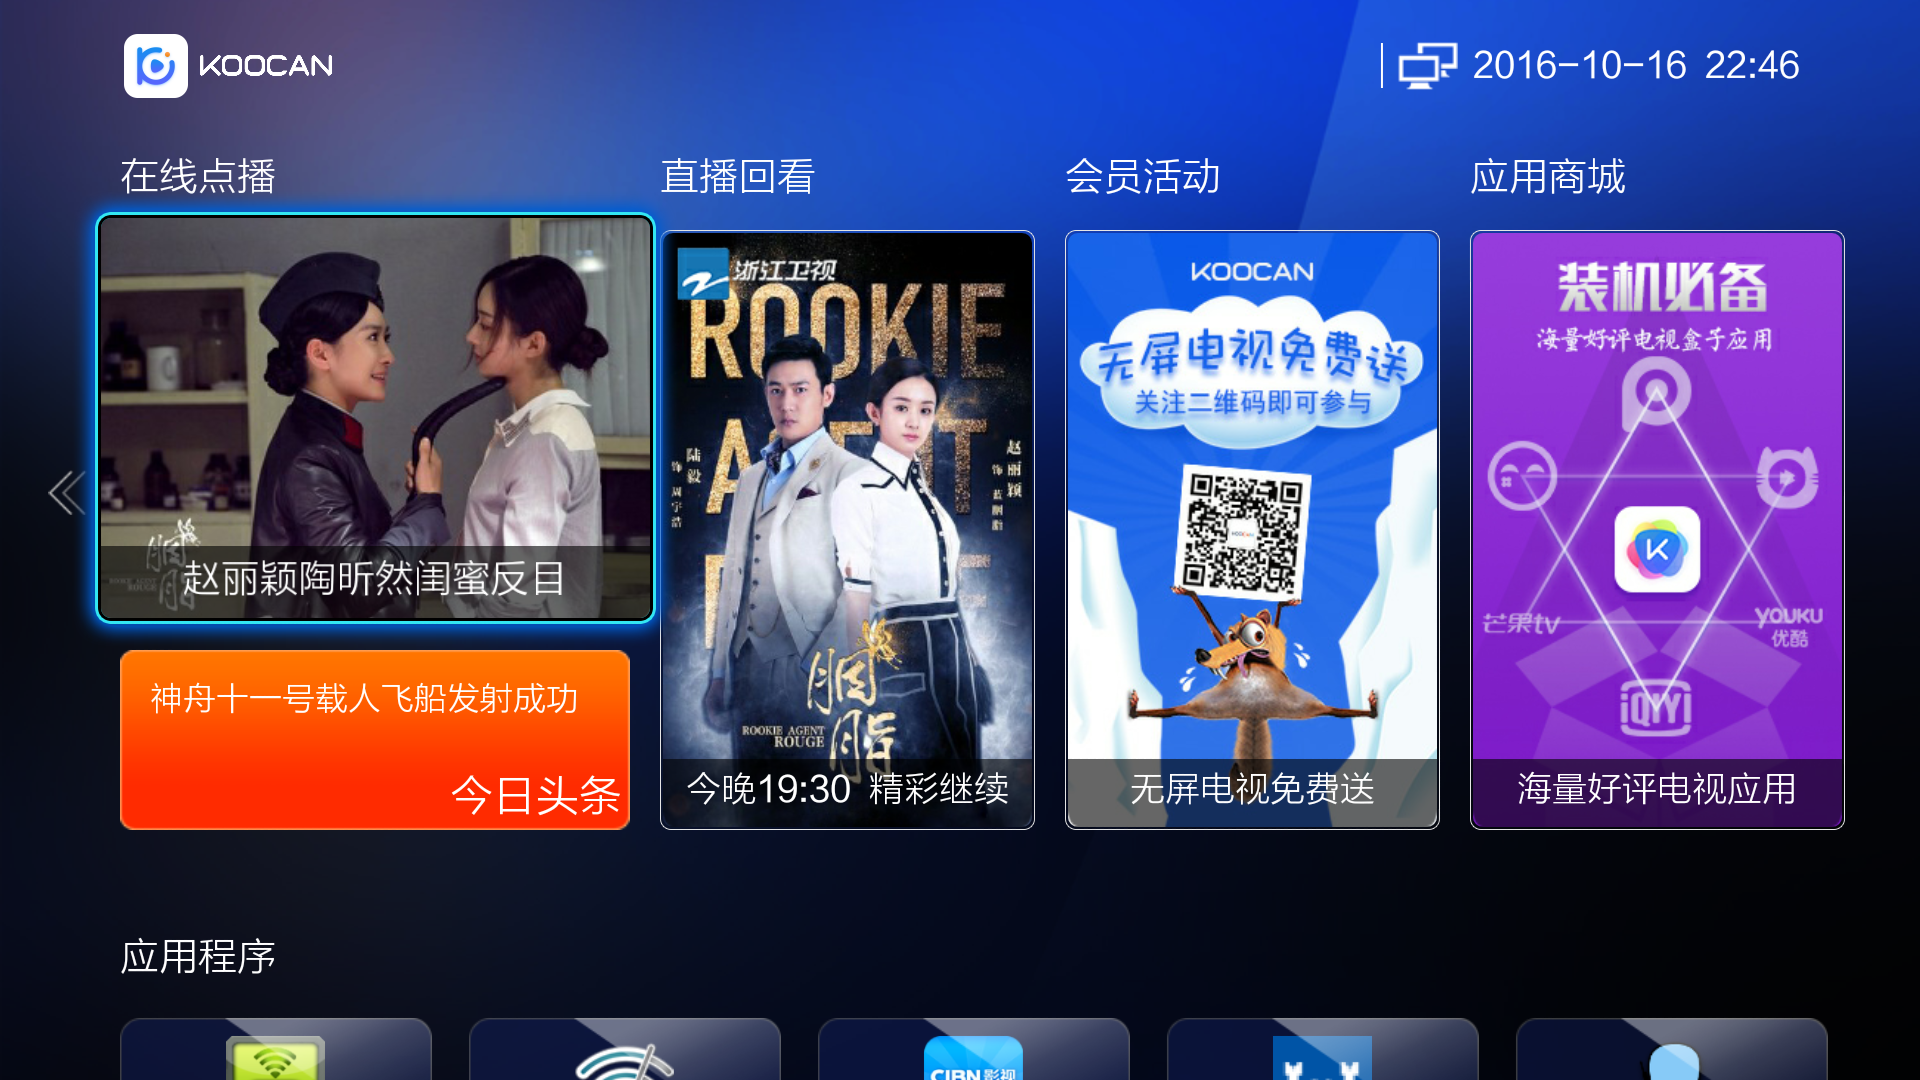 KOOCAN
2016-10-16 22:46
在线点播
直播回看
会员活动
应用商城
赵丽颖陶昕然闺蜜反目
胭脂
神舟十一号载人飞船发射成功
今日头条
浙江卫视
ROOKIE
AGENT
陆毅
饰 周宇浩
赵丽颖
饰 蓝胭脂
胭脂
ROOKIE AGENT
ROUGE
今晚19:30 精彩继续
KOOCAN
无屏电视免费送
关注二维码即可参与
无屏电视免费送
装机必备
海量好评电视盒子应用
芒果tv
YOUKU
优酷
iQIYI
海量好评电视应用
应用程序
CIBN影视